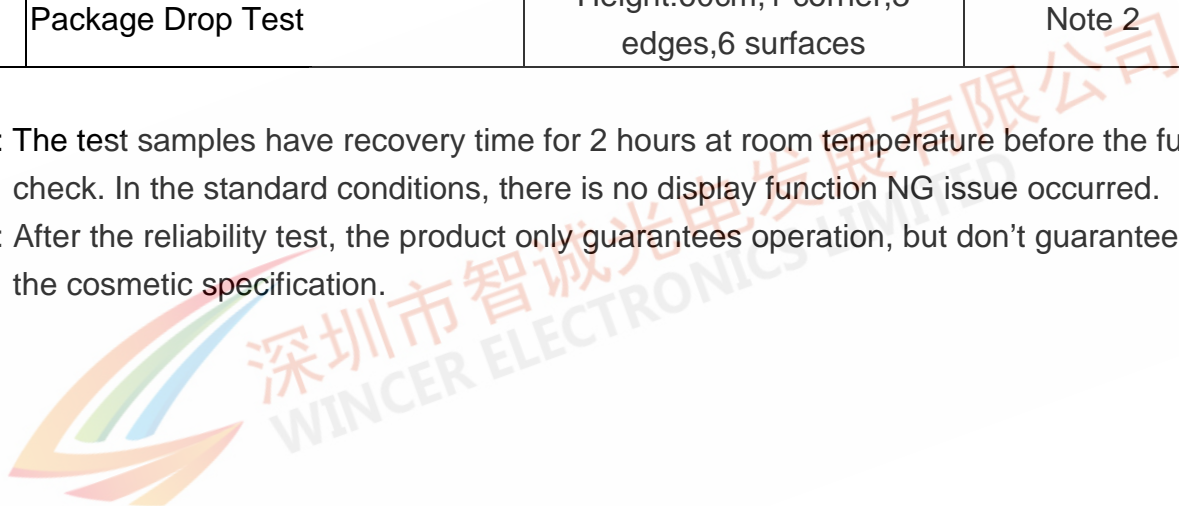 Package Drop Test
edges,6 surfaces
Note 2
: The test samples have recovery time for 2 hours at room temperature before the fu
check. In the standard conditions, there is no display function NG issue occurred.
: After the reliability test, the product only guarantees operation, but don’t guarantee
the cosmetic specification.
深圳市智诚光电发展有限公司
WINCER ELECTRONICS LIMITED